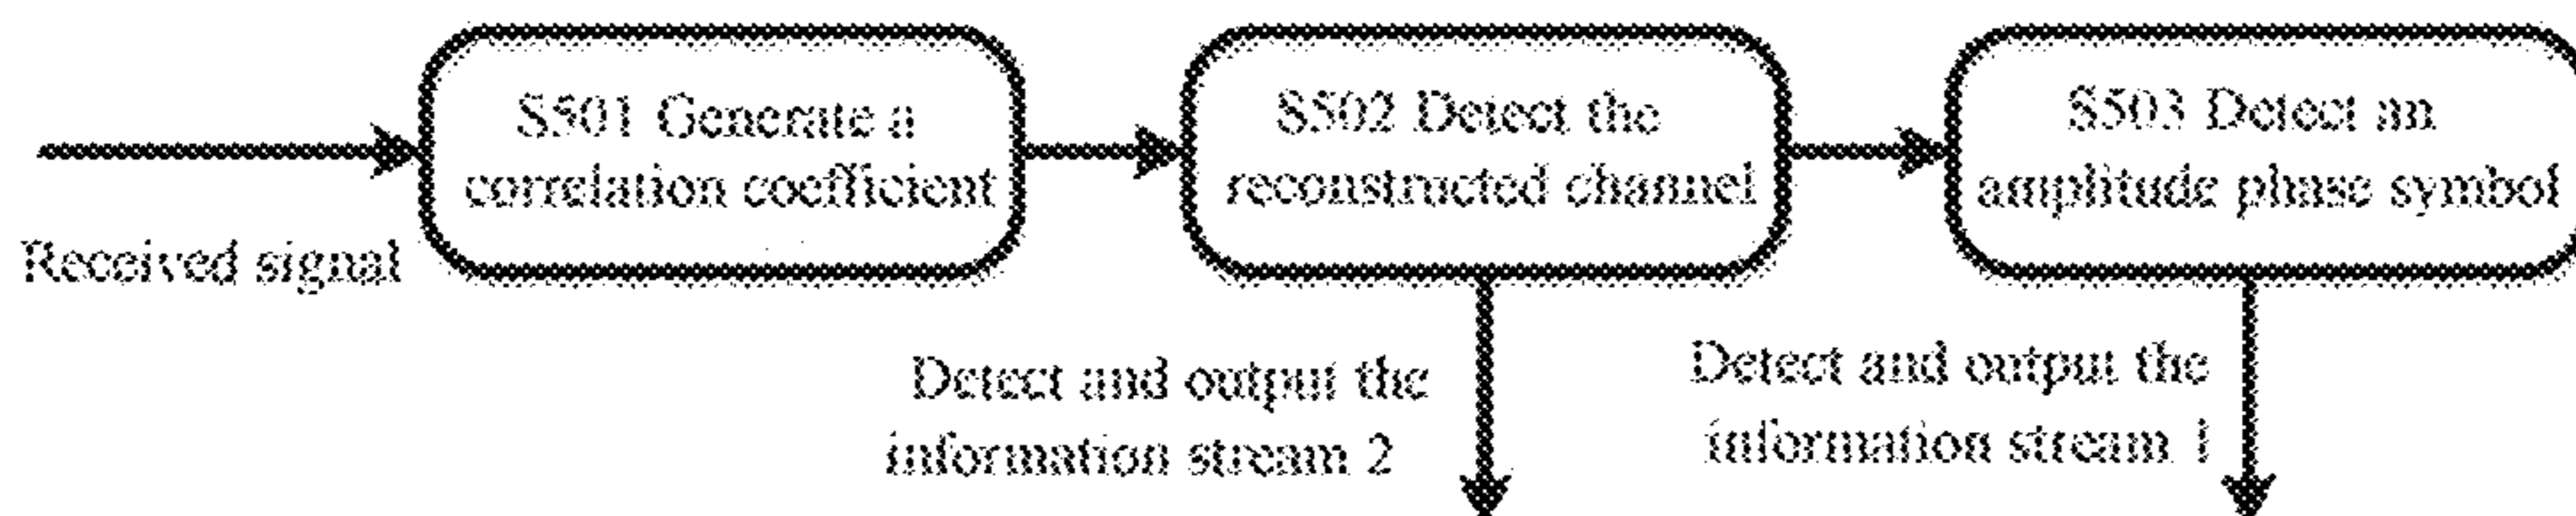 S501 Generate a
correlation coefficient
S502 Detect the
reconstructed channel
S503 Detect an
amplitude phase symbol
Received signal
Detect and output the
information stream 2
Detect and output the
information stream 1